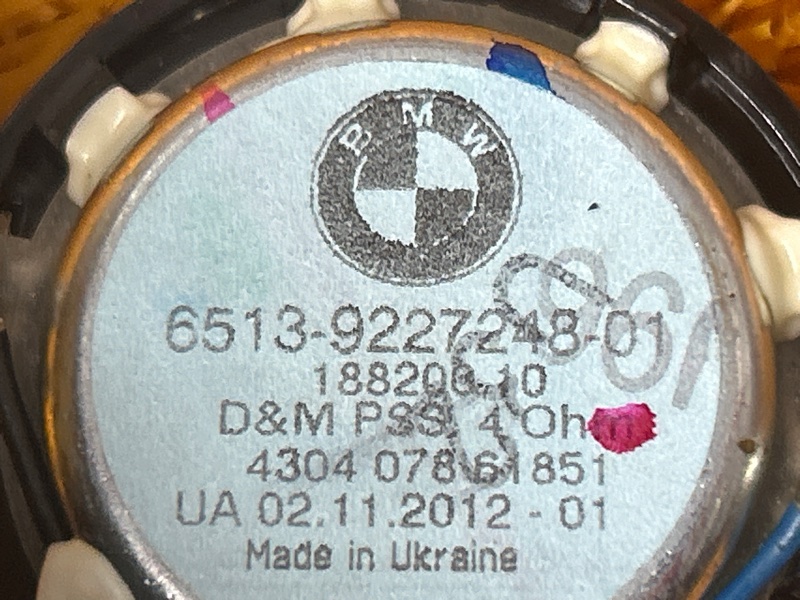 BMW
6513-9227248-01
188200-10
D&M PSS, 4 Ohm
4304 078 61851
UA 02.11.2012 - 01
Made in Ukraine